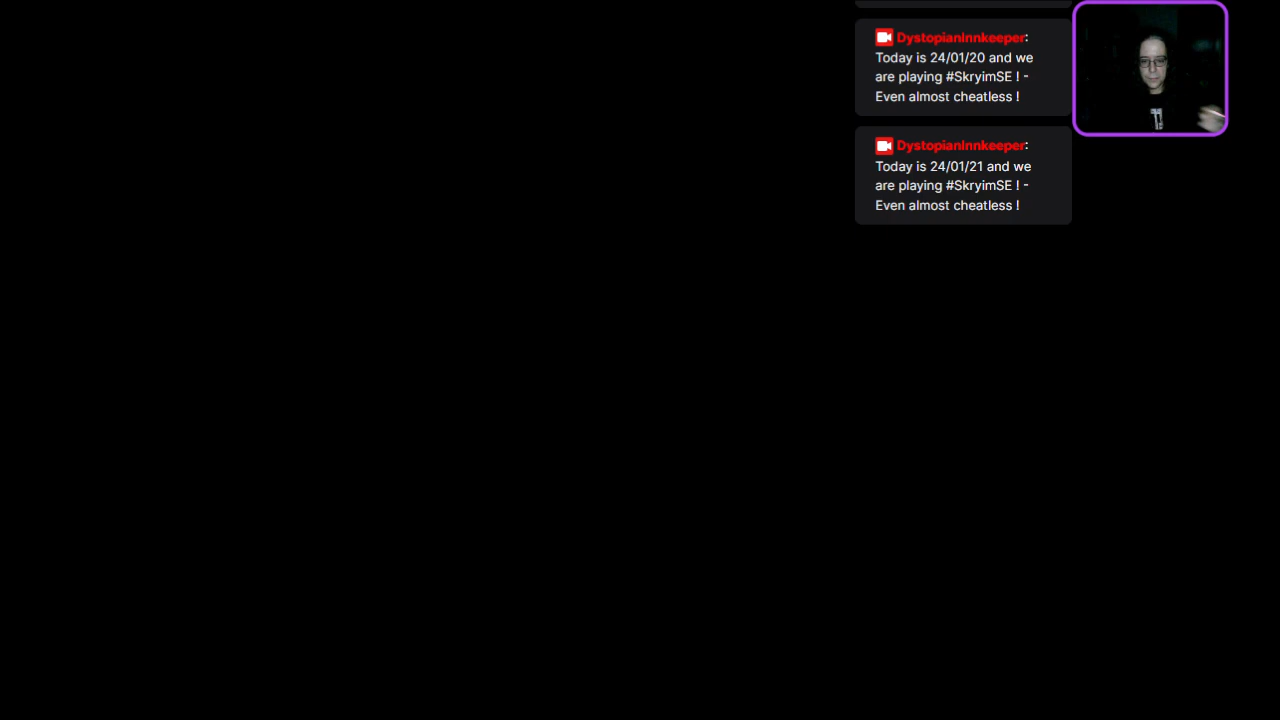 DystopianInnkeeper:
Today is 24/01/20 and we
are playing #SkryimSE ! -
Even almost cheatless !
DystopianInnkeeper:
Today is 24/01/21 and we
are playing #SkryimSE ! -
Even almost cheatless !